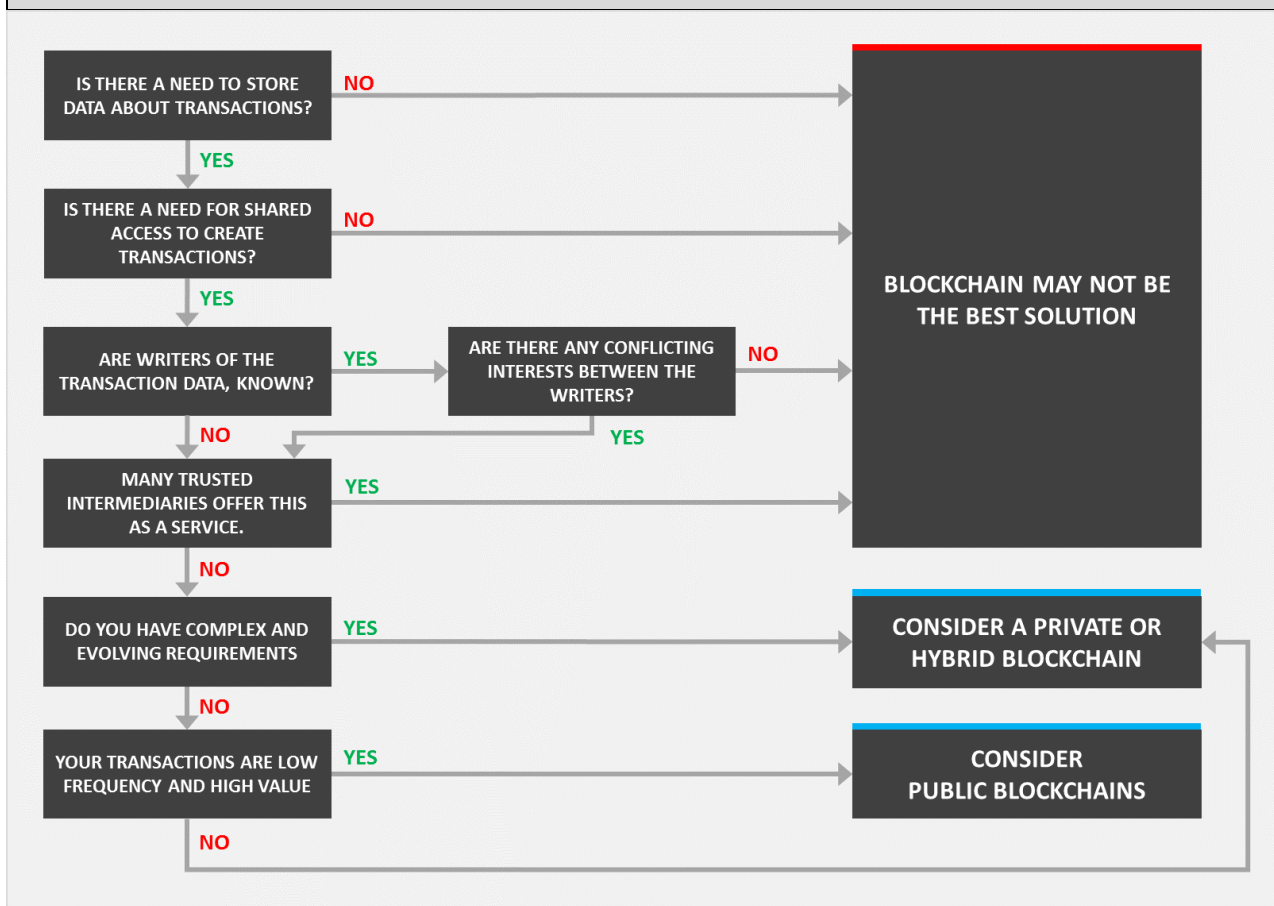 IS THERE A NEED TO STORE
DATA ABOUT TRANSACTIONS?
NO
YES
IS THERE A NEED FOR SHARED
ACCESS TO CREATE
TRANSACTIONS?
NO
YES
ARE WRITERS OF THE
TRANSACTION DATA, KNOWN?
YES
ARE THERE ANY CONFLICTING
INTERESTS BETWEEN THE
WRITERS?
NO
BLOCKCHAIN MAY NOT BE
THE BEST SOLUTION
NO
YES
MANY TRUSTED
INTERMEDIARIES OFFER THIS
AS A SERVICE.
YES
NO
DO YOU HAVE COMPLEX AND
EVOLVING REQUIREMENTS
YES
CONSIDER A PRIVATE OR
HYBRID BLOCKCHAIN
NO
YOUR TRANSACTIONS ARE LOW
FREQUENCY AND HIGH VALUE
YES
CONSIDER
PUBLIC BLOCKCHAINS
NO